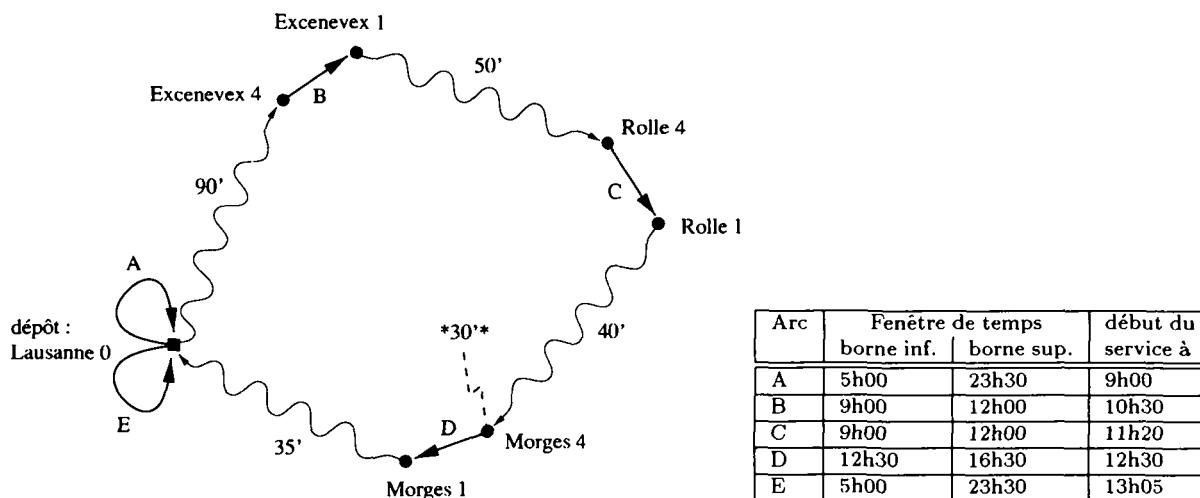 Excenevex 1
50'
Excenevex 4
B
Rolle 4
90'
C
Rolle 1
A
dépôt :
Lausanne 0
*30'*
40'
E
D
35'
Morges 4
Morges 1
Arc Fenêtre de temps début du
borne inf. borne sup. service à
A 5h00 23h30 9h00
B 9h00 12h00 10h30
C 9h00 12h00 11h20
D 12h30 16h30 12h30
E 5h00 23h30 13h05